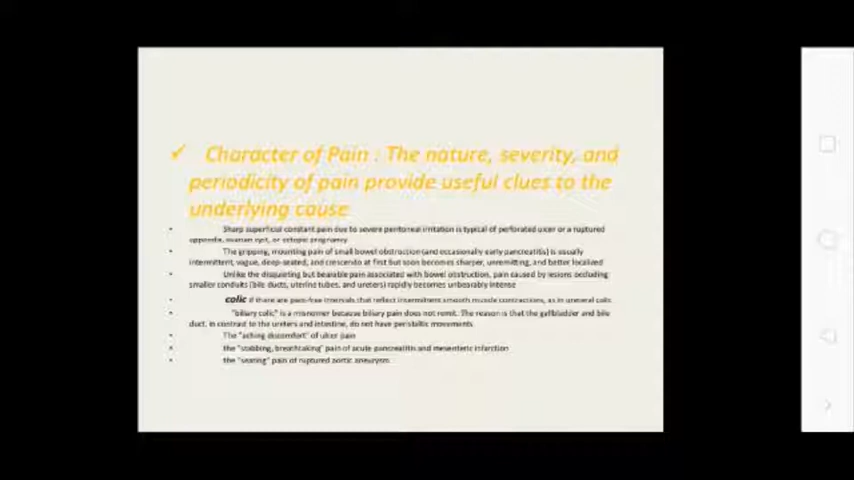 ✓ Character of Pain : The nature, severity, and
periodicity of pain provide useful clues to the
underlying cause
• Sharp superficial constant pain due to severe peritoneal irritation is typical of perforated ulcer or a ruptured
appendix, ovarian cyst, or ectopic pregnancy
• The gripping, mounting pain of small bowel obstruction (and occasionally early pancreatitis) is usually
intermittent, vague, deep-seated, and crescendo at first but soon becomes sharper, unremitting, and better localized
• Unlike the disquieting but bearable pain associated with bowel obstruction, pain caused by lesions occluding
smaller conduits (bile ducts, uterine tubes, and ureters) rapidly becomes unbearably intense
• colic if there are pain-free intervals that reflect intermittent smooth muscle contractions, as in ureteral colic
• "biliary colic" is a misnomer because biliary pain does not remit. The reason is that the gallbladder and bile
duct, in contrast to the ureters and intestine, do not have peristaltic movements
• The "aching discomfort" of ulcer pain
• the "stabbing, breathtaking" pain of acute pancreatitis and mesenteric infarction
• the "searing" pain of ruptured aortic aneurysm